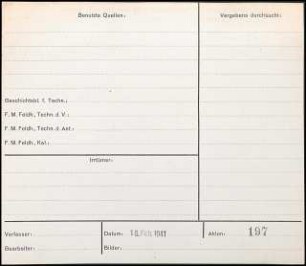 Benutzte Quellen:
Vergebens durchsucht:
Geschichtsbl. f. Techn.:
F. M. Feldh., Techn. d. V.:
F. M. Feldh., Techn. d. Ant.:
F. M. Feldh., Kal.:
Irrtümer:
Verfasser:
Datum:
Akten: 197
Bearbeiter:
Bilder: